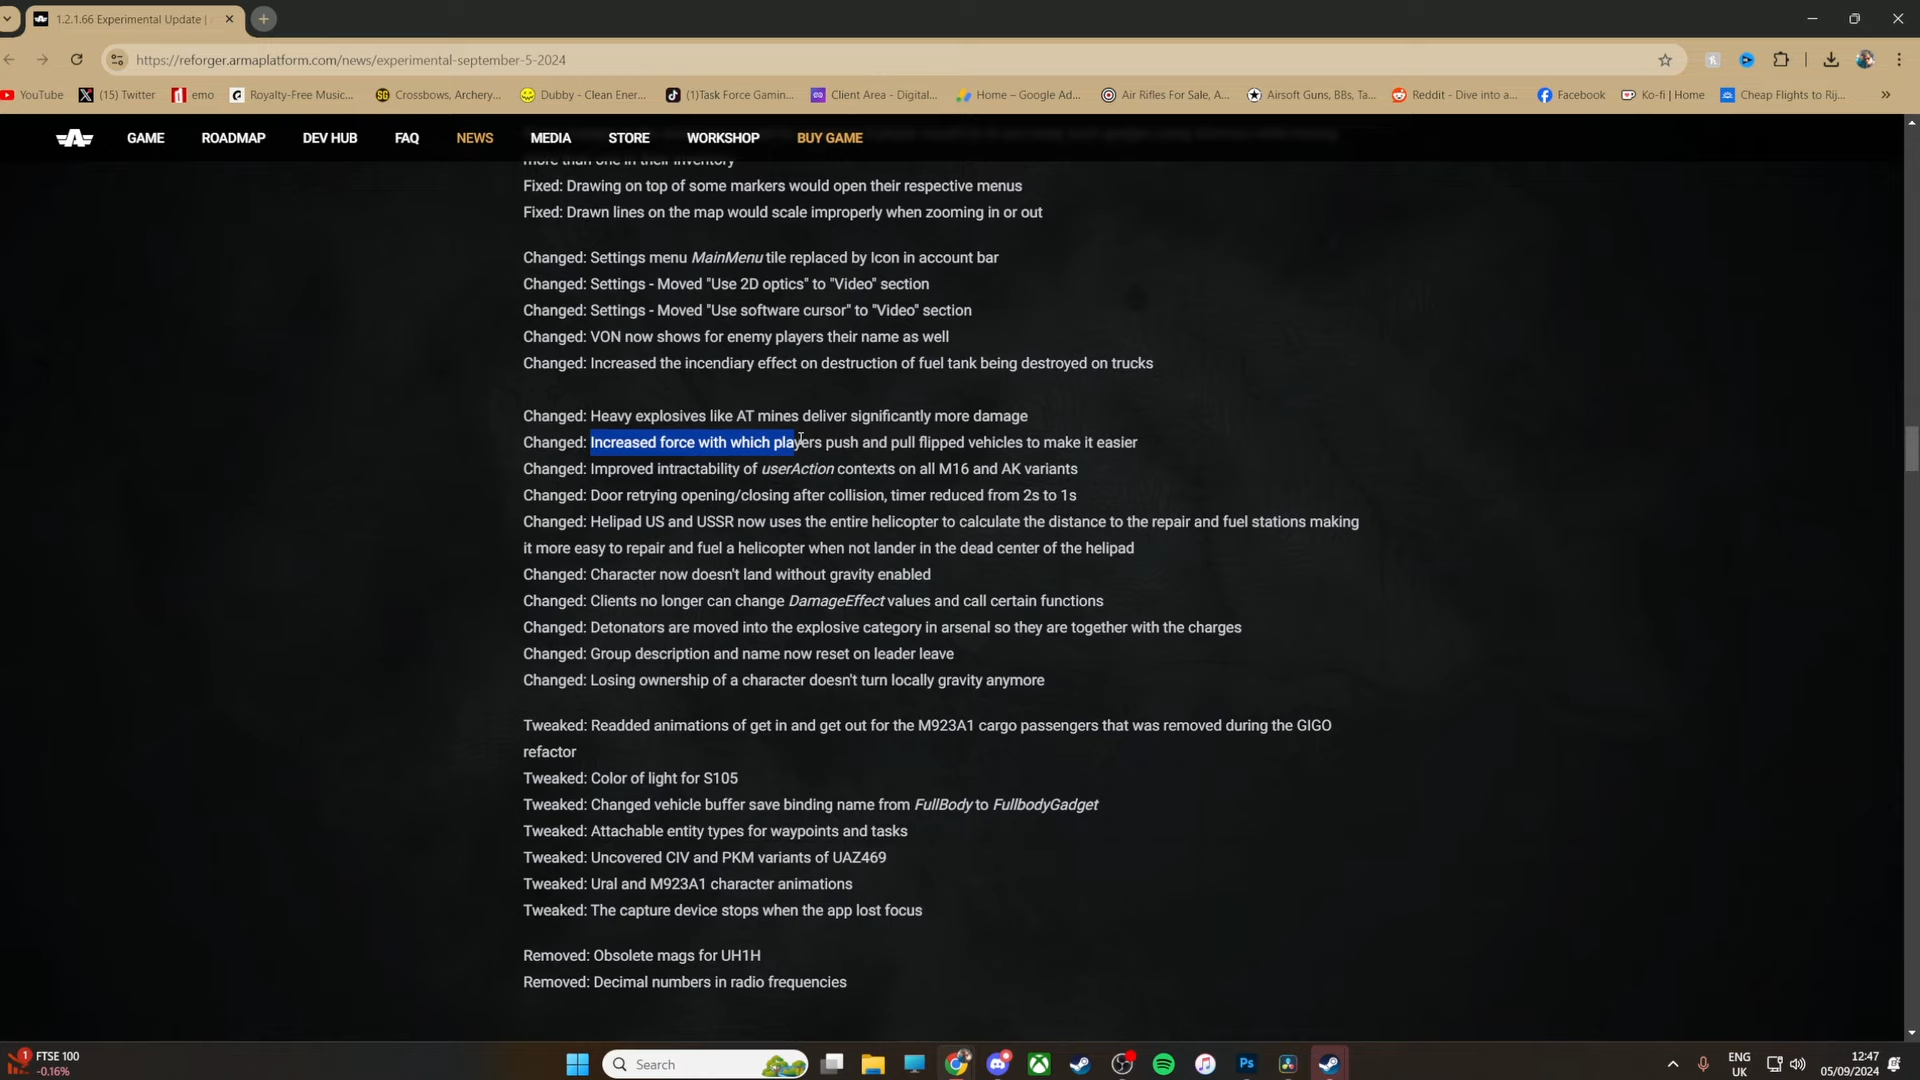 1.2.1.66 Experimental Update |
https://reforger.armaplatform.com/news/experimental-september-5-2024
YouTube
(15) Twitter
emo
Royalty-Free Music...
Crossbows, Archery...
Dubby - Clean Ener...
(1)Task Force Gamin...
Client Area - Digital...
Home – Google Ad...
Air Rifles For Sale, A...
Airsoft Guns, BBs, Ta...
Reddit - Dive into a...
Facebook
Ko-fi | Home
Cheap Flights to Rij...
GAME
ROADMAP
DEV HUB
FAQ
NEWS
MEDIA
STORE
WORKSHOP
BUY GAME
more than one in their inventory
Fixed: Drawing on top of some markers would open their respective menus
Fixed: Drawn lines on the map would scale improperly when zooming in or out
Changed: Settings menu MainMenu tile replaced by Icon in account bar
Changed: Settings - Moved "Use 2D optics" to "Video" section
Changed: Settings - Moved "Use software cursor" to "Video" section
Changed: VON now shows for enemy players their name as well
Changed: Increased the incendiary effect on destruction of fuel tank being destroyed on trucks
Changed: Heavy explosives like AT mines deliver significantly more damage
Changed: Increased force with which players push and pull flipped vehicles to make it easier
Changed: Improved intractability of userAction contexts on all M16 and AK variants
Changed: Door retrying opening/closing after collision, timer reduced from 2s to 1s
Changed: Helipad US and USSR now uses the entire helicopter to calculate the distance to the repair and fuel stations making
it more easy to repair and fuel a helicopter when not lander in the dead center of the helipad
Changed: Character now doesn't land without gravity enabled
Changed: Clients no longer can change DamageEffect values and call certain functions
Changed: Detonators are moved into the explosive category in arsenal so they are together with the charges
Changed: Group description and name now reset on leader leave
Changed: Losing ownership of a character doesn't turn locally gravity anymore
Tweaked: Readded animations of get in and get out for the M923A1 cargo passengers that was removed during the GIGO
refactor
Tweaked: Color of light for S105
Tweaked: Changed vehicle buffer save binding name from FullBody to FullbodyGadget
Tweaked: Attachable entity types for waypoints and tasks
Tweaked: Uncovered CIV and PKM variants of UAZ469
Tweaked: Ural and M923A1 character animations
Tweaked: The capture device stops when the app lost focus
Removed: Obsolete mags for UH1H
Removed: Decimal numbers in radio frequencies
1
FTSE 100
-0.16%
Search
Ps
ENG
UK
12:47
05/09/2024